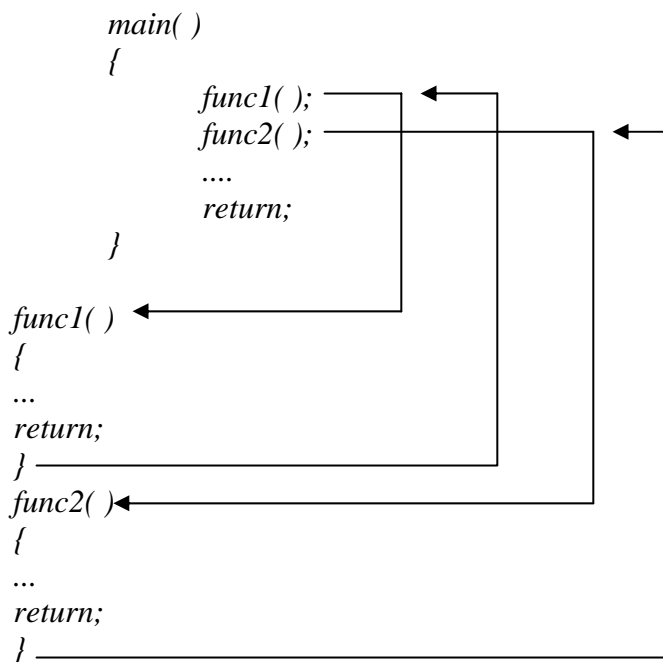 main( )
{
func1( );
func2( );
....
return;
}
func1( )
{
...
return;
}
func2( )
{
...
return;
}